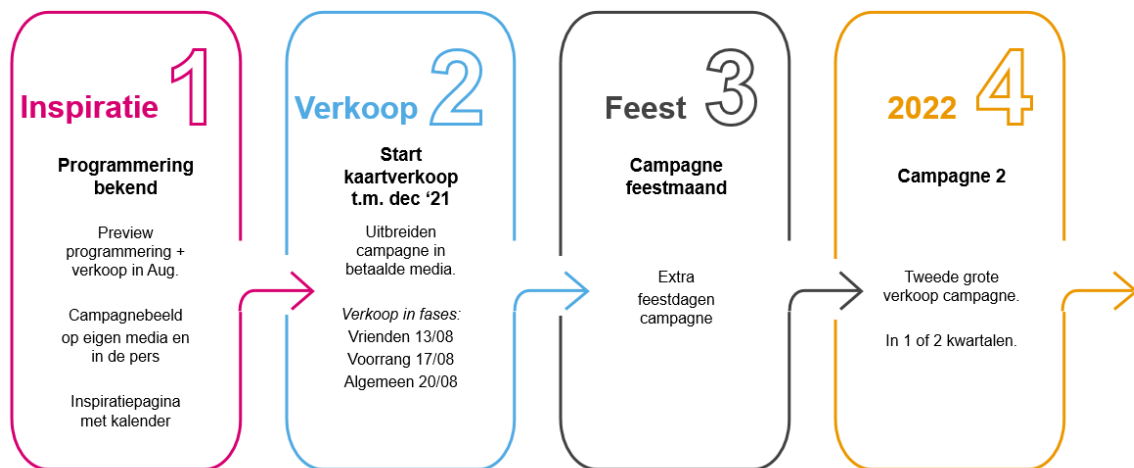 Inspiratie 1
Programmering
bekend
Preview
programmering +
verkoop in Aug.
Campagnebeeld
op eigen media en
in de pers
Inspiratiepagina
met kalender
Verkoop 2
Start
kaartverkoop
t.m. dec ‘21
Uitbreiden
campagne in
betaalde media.
Verkoop in fases:
Vrienden 13/08
Voorrang 17/08
Algemeen 20/08
Feest 3
Campagne
feestmaand
Extra
feestdagen
campagne
2022 4
Campagne 2
Tweede grote
verkoop campagne.
In 1 of 2 kwartalen.